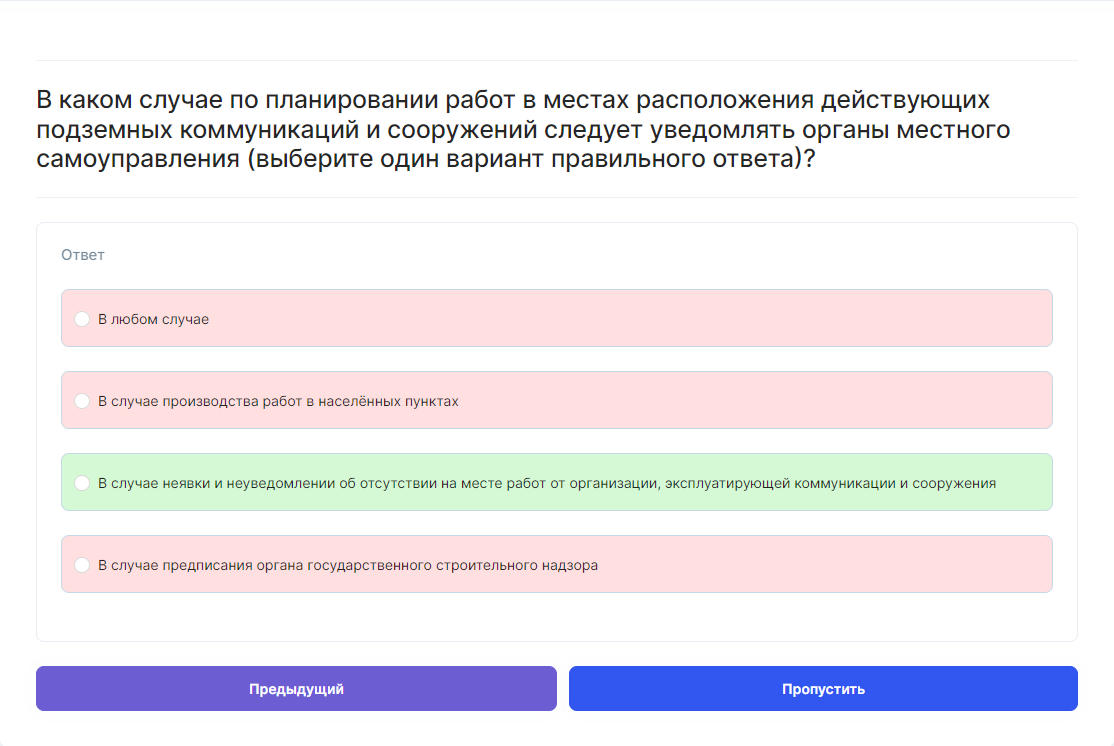 В каком случае по планировании работ в местах расположения действующих
подземных коммуникаций и сооружений следует уведомлять органы местного
самоуправления (выберите один вариант правильного ответа)?
Ответ
В любом случае
В случае производства работ в населённых пунктах
В случае неявки и неуведомлении об отсутствии на месте работ от организации, эксплуатирующей коммуникации и сооружения
В случае предписания органа государственного строительного надзора
Предыдущий
Пропустить